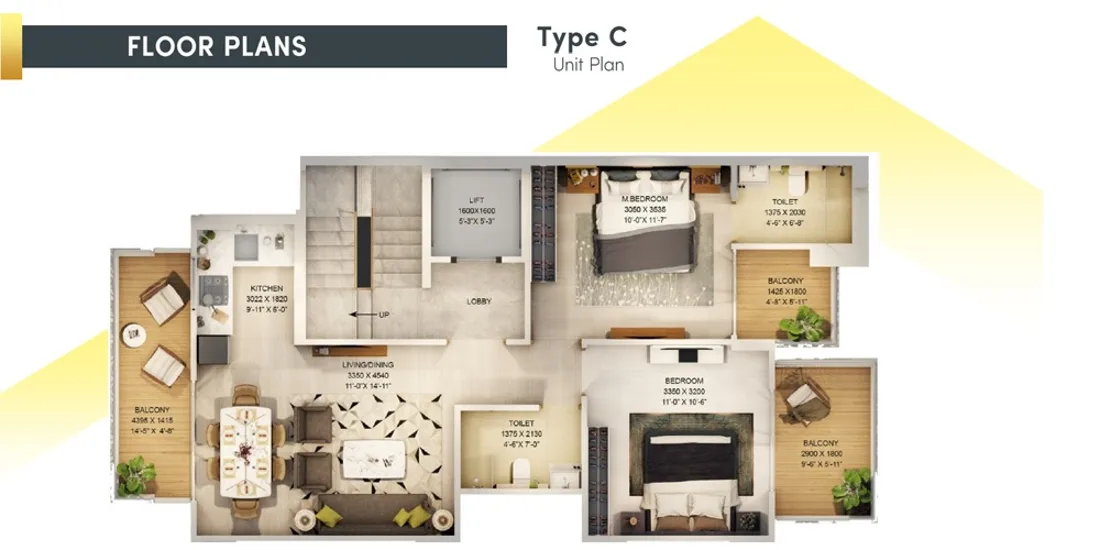 FLOOR PLANS
Type C
Unit Plan
LIFT
1600X1600
5'-3"X 5'-3"
M.BEDROOM
3050 X 3535
10'-0"X 11'-7"
TOILET
1375 X 2030
4'-6"X 6'-8"
KITCHEN
3022 X 1820
9'-11"X 6'-0"
LOBBY
UP
BALCONY
1425 X1800
4'-8"X 5'-11"
LIVING/DINING
3350 X 4540
11'-0"X 14'-11"
BEDROOM
3350 X 3200
11'-0"X 10'-6"
BALCONY
4395 X 1415
14'-5"X 4'-8"
TOILET
1375 X 2130
4'-6"X 7'-0"
BALCONY
2900 X 1800
9'-6"X 5'-11"